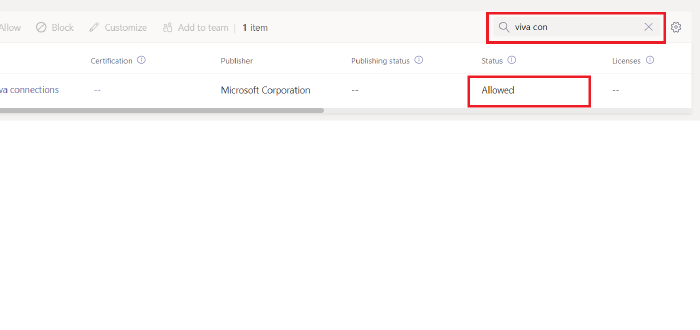 Allow Block Customize Add to team | 1 item viva con
Certification Publisher Publishing status Status Licenses
va connections -- Microsoft Corporation -- Allowed --